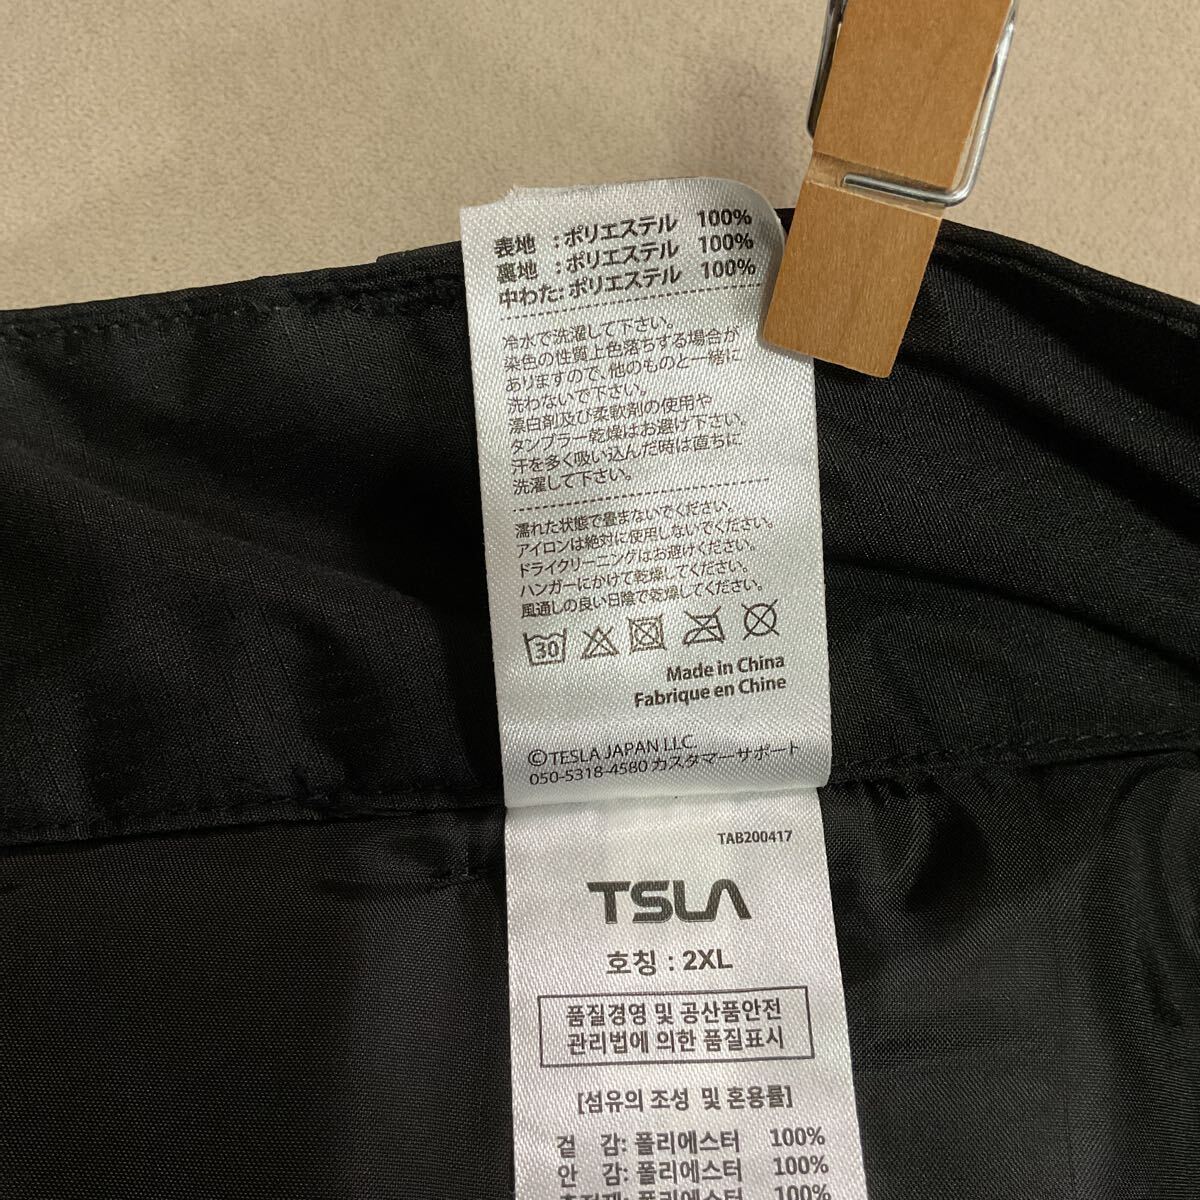 表地 : ポリエステル 100%
裏地 : ポリエステル 100%
中わた: ポリエステル 100%
冷水で洗濯して下さい。
染色の性質上色落ちする場合が
ありますので、他のものと一緒に
洗わないで下さい。
漂白剤及び柔軟剤の使用や
タンブラー乾燥はお避け下さい。
汗を多く吸い込んだ時は直ちに
洗濯して下さい。
濡れた状態で畳まないでください。
アイロンは絶対に使用しないでください。
ドライクリーニングはお避けください。
ハンガーにかけて乾燥してください。
風通しの良い日陰で乾燥してください。
30
Made in China
Fabrique en Chine
©TESLA JAPAN LLC.
050-5318-4580 カスタマーサポート
TAB200417
TSLA
호칭 : 2XL
품질경영 및 공산품안전
관리법에 의한 품질표시
[섬유의 조성 및 혼용률]
겉 감: 폴리에스터 100%
안 감: 폴리에스터 100%
충전재: 폴리에스터 100%